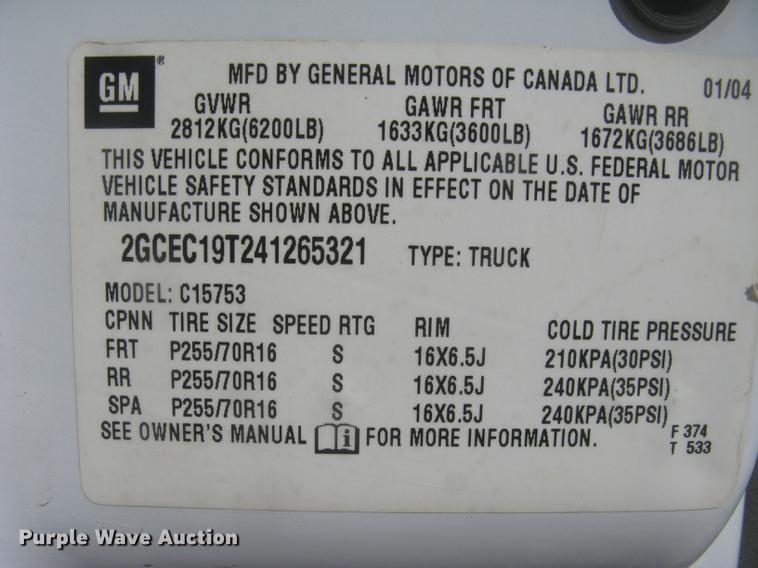 GM ®
MFD BY GENERAL MOTORS OF CANADA LTD. 01/04
GVWR GAWR FRT GAWR RR
2812KG(6200LB) 1633KG(3600LB) 1672KG(3686LB)
THIS VEHICLE CONFORMS TO ALL APPLICABLE U.S. FEDERAL MOTOR
VEHICLE SAFETY STANDARDS IN EFFECT ON THE DATE OF
MANUFACTURE SHOWN ABOVE.
2GCEC19T241265321 TYPE: TRUCK
MODEL: C15753
CPNN TIRE SIZE SPEED RTG RIM COLD TIRE PRESSURE
FRT P255/70R16 S 16X6.5J 210KPA(30PSI)
RR P255/70R16 S 16X6.5J 240KPA(35PSI)
SPA P255/70R16 S 16X6.5J 240KPA(35PSI)
SEE OWNER'S MANUAL i FOR MORE INFORMATION. F 374
T 533
Purple Wave Auction